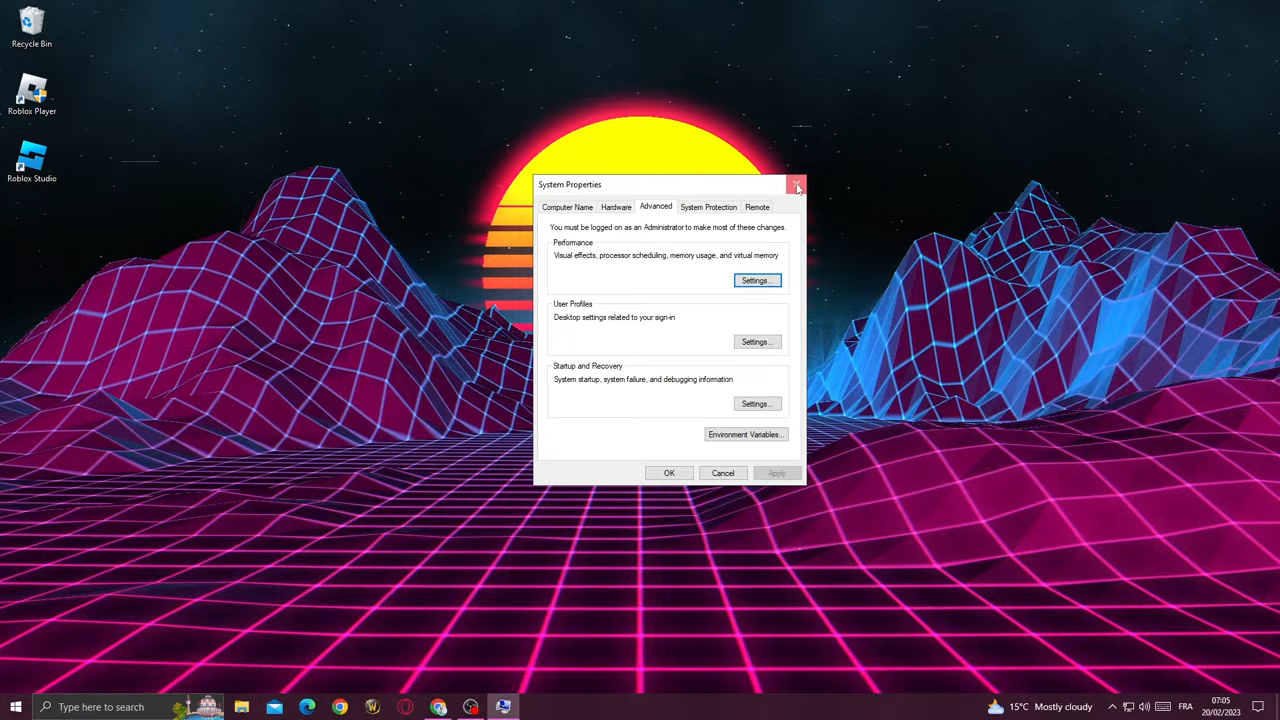 Recycle Bin
Roblox Player
Roblox Studio
System Properties
Computer Name
Hardware
Advanced
System Protection
Remote
You must be logged on as an Administrator to make most of these changes.
Performance
Visual effects, processor scheduling, memory usage, and virtual memory
Settings...
User Profiles
Desktop settings related to your sign-in
Settings...
Startup and Recovery
System startup, system failure, and debugging information
Settings...
Environment Variables...
OK
Cancel
Apply
Type here to search
15°C Mostly cloudy
FRA
07:05
20/02/2023